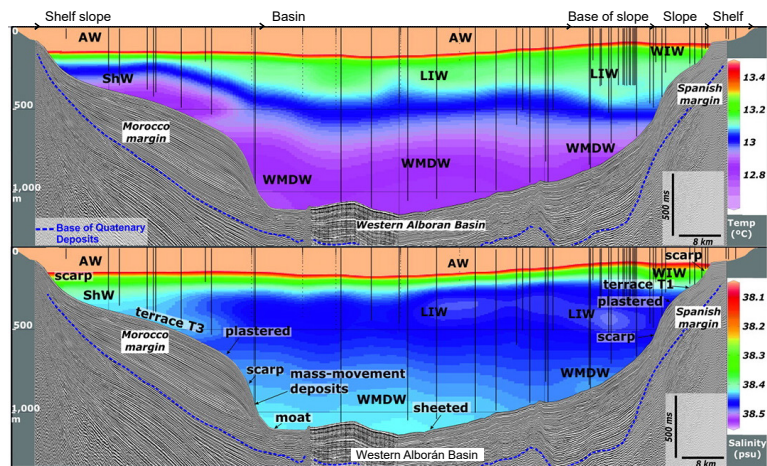 Shelf slope
Basin
Base of slope
Slope
Shelf
0
AW
AW
WIW
ShW
LIW
LIW
,500
Morocco
margin
Spanish
margin
WMDW
WMDW
WMDW
1,000
m
Base of Quatenary
Deposits
Western Alboran Basin
500 ms
8 km
13.4
13.2
13
12.8
Temp
(ºC)
0
AW
scarp
scarp
WIW
ShW
terrace T1
plastered
terrace T3
LIW
LIW
Spanish
margin
,500
plastered
scarp
Morocco
margin
scarp
mass-movement
deposits
WMDW
WMDW
1,000
m
moat
sheeted
Western Alborán Basin
500 ms
8 km
38.1
38.2
38.3
38.4
38.5
Salinity
(psu)